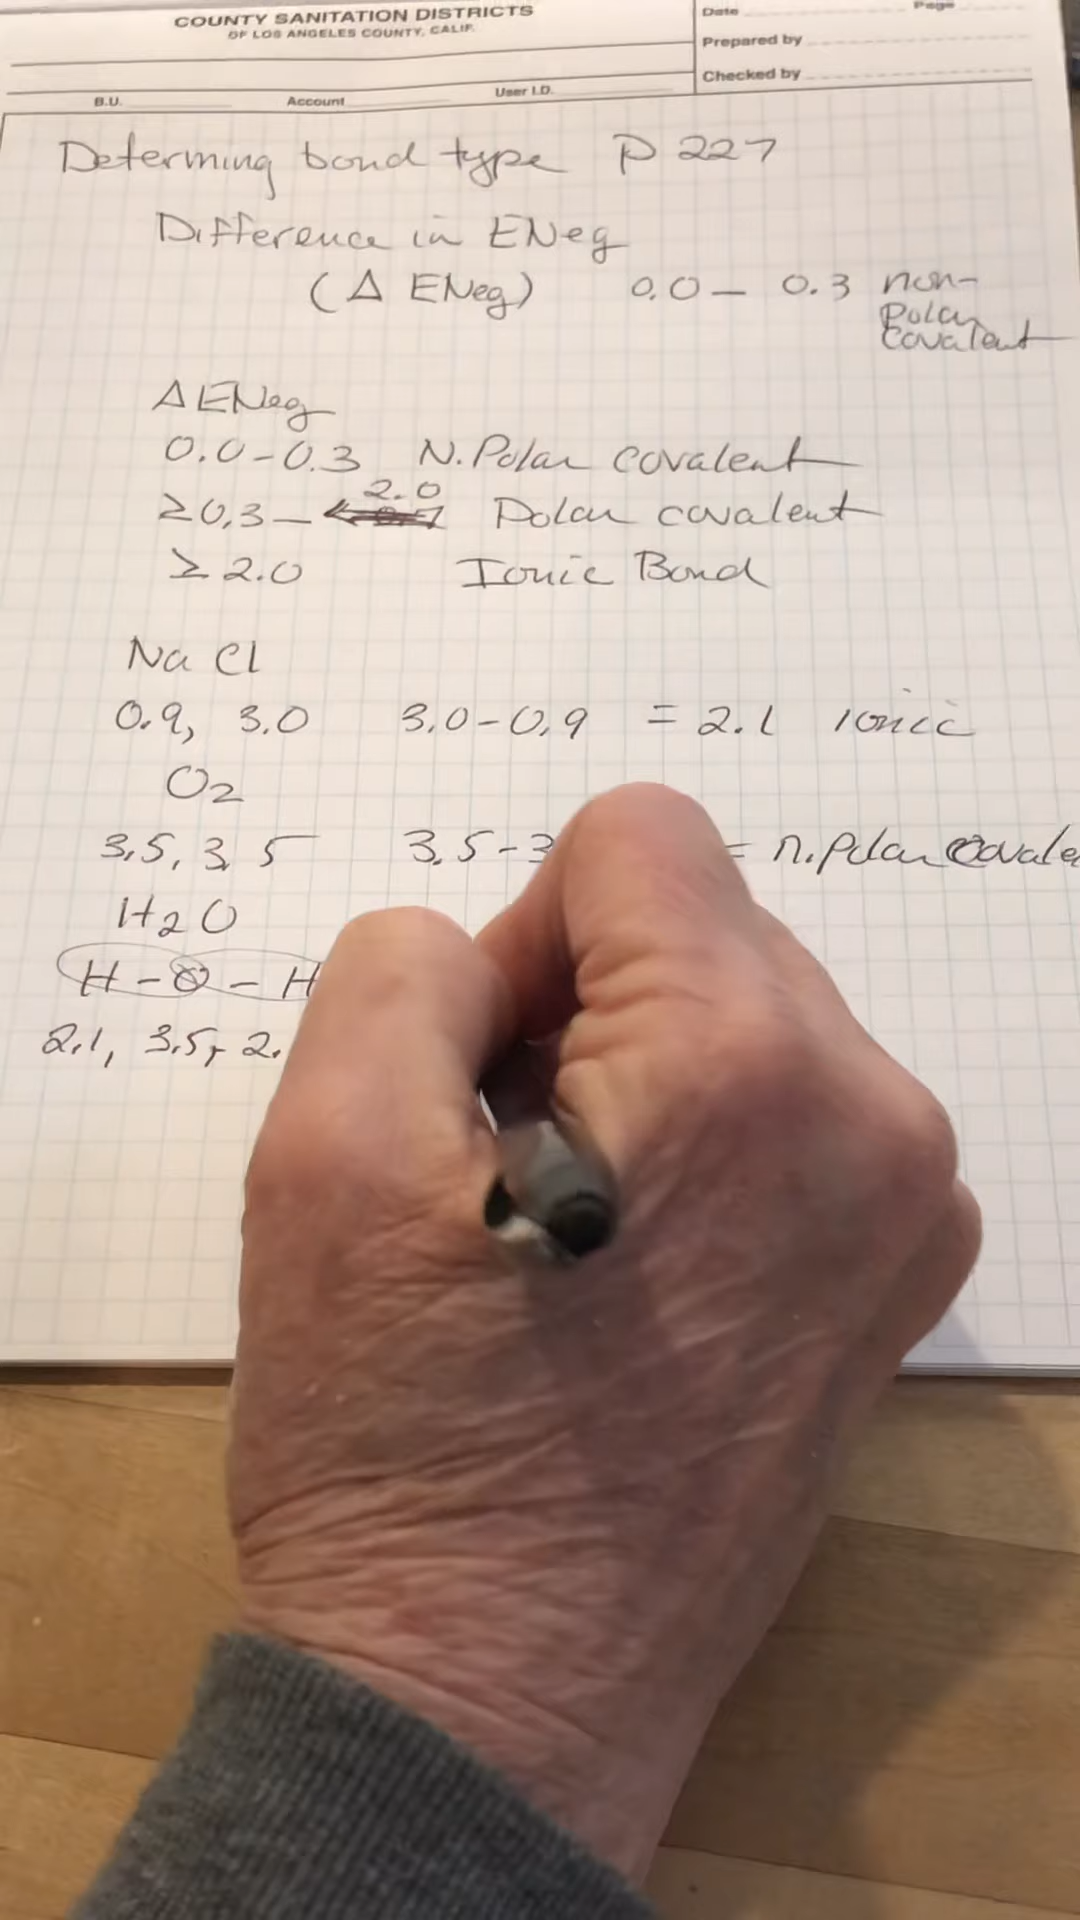 COUNTY SANITATION DISTRICTS
OF LOS ANGELES COUNTY, CALIF.
Date
Page
Prepared by
Checked by
B.U.
Account
User I.D.
Determing bond type P 227
Difference in ENeg
(Δ ENeg) 0.0 – 0.3 non-
polar
covalent
Δ ENeg
0.0-0.3 N.Polar covalent
2.0
≥0.3 – Polar covalent
≥ 2.0 Ionic Bond
Na Cl
0.9, 3.0 3.0-0.9 = 2.1 ionic
O2
3.5, 3.5 3.5-3 = n.polar covale
H2O
H - O - H
2.1, 3.5, 2.